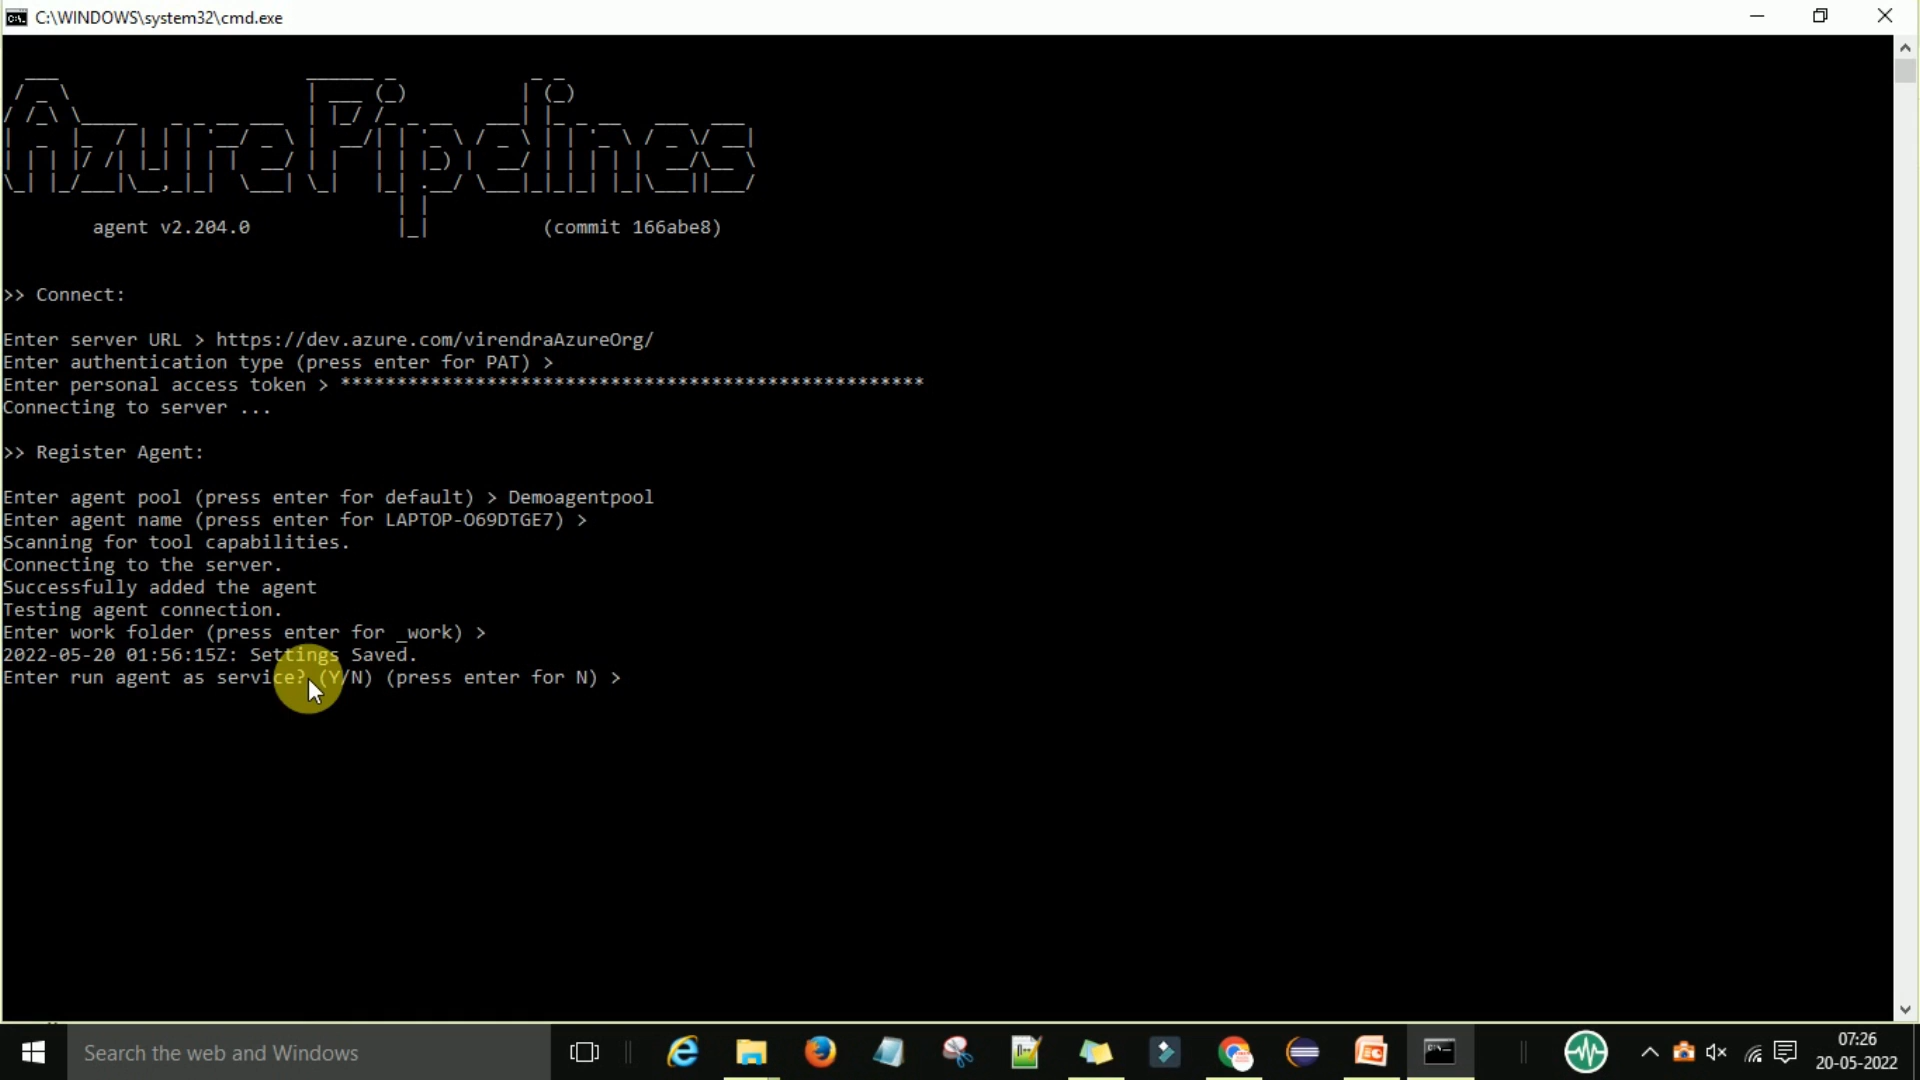 C:\WINDOWS\system32\cmd.exe
AzurePipelines
agent v2.204.0 (commit 166abe8)
>> Connect:
Enter server URL > https://dev.azure.com/virendraAzureOrg/
Enter authentication type (press enter for PAT) >
Enter personal access token > ****************************************************
Connecting to server ...
>> Register Agent:
Enter agent pool (press enter for default) > Demoagentpool
Enter agent name (press enter for LAPTOP-O69DTGE7) >
Scanning for tool capabilities.
Connecting to the server.
Successfully added the agent
Testing agent connection.
Enter work folder (press enter for _work) >
2022-05-20 01:56:15Z: Settings Saved.
Enter run agent as service? (Y/N) (press enter for N) >
Search the web and Windows
07:26
20-05-2022